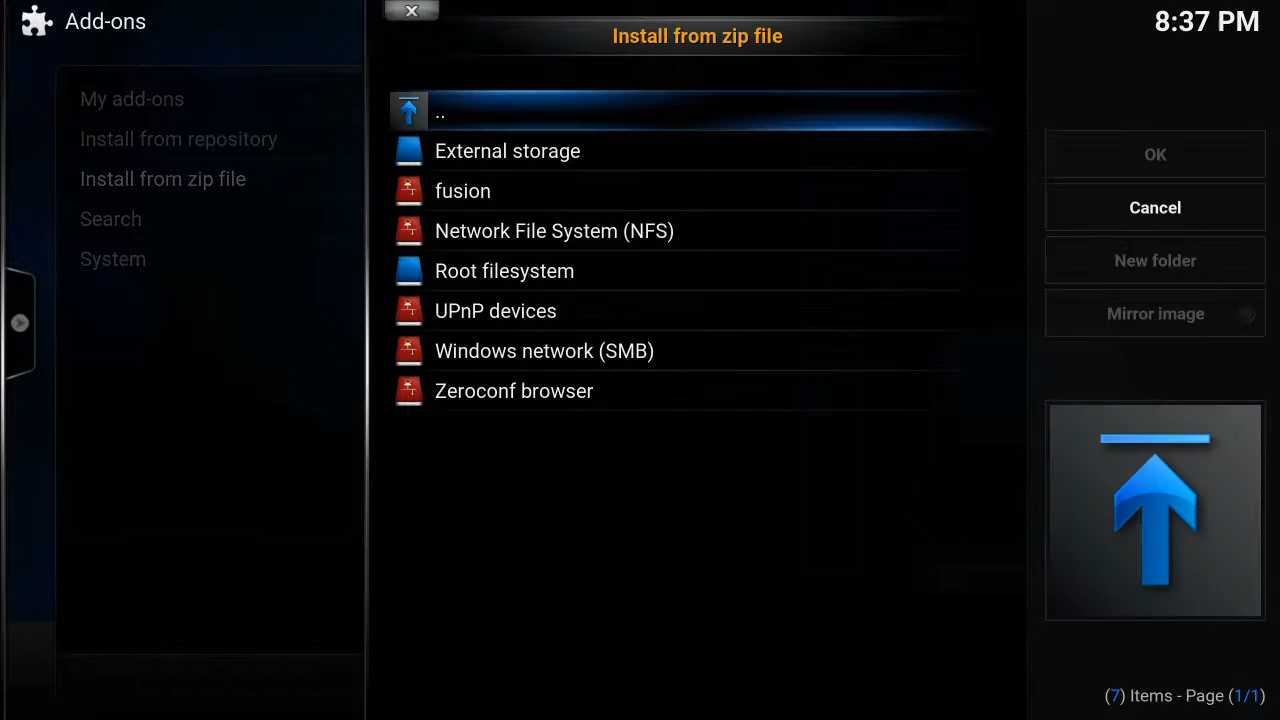 Add-ons
My add-ons
Install from repository
Install from zip file
Search
System
X
Install from zip file
..
External storage
fusion
Network File System (NFS)
Root filesystem
UPnP devices
Windows network (SMB)
Zeroconf browser
8:37 PM
OK
Cancel
New folder
Mirror image
(7) Items - Page (1/1)